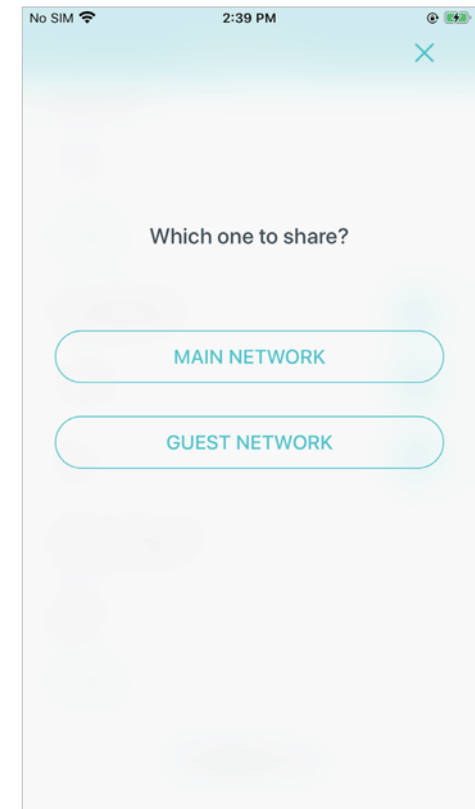 No SIM 2:39 PM
Which one to share?
MAIN NETWORK
GUEST NETWORK